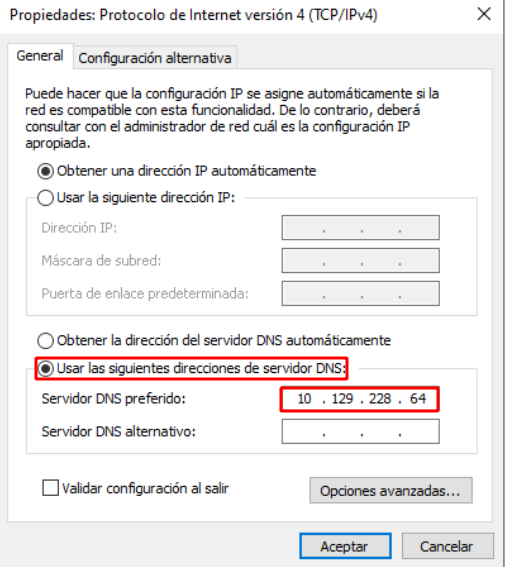 Propiedades: Protocolo de Internet versión 4 (TCP/IPv4)
General
Configuración alternativa
Puede hacer que la configuración IP se asigne automáticamente si la
red es compatible con esta funcionalidad. De lo contrario, deberá
consultar con el administrador de red cuál es la configuración IP
apropiada.
Obtener una dirección IP automáticamente
Usar la siguiente dirección IP:
Dirección IP:
Máscara de subred:
Puerta de enlace predeterminada:
Obtener la dirección del servidor DNS automáticamente
Usar las siguientes direcciones de servidor DNS:
Servidor DNS preferido: 10 . 129 . 228 . 64
Servidor DNS alternativo:
Validar configuración al salir
Opciones avanzadas...
Aceptar
Cancelar